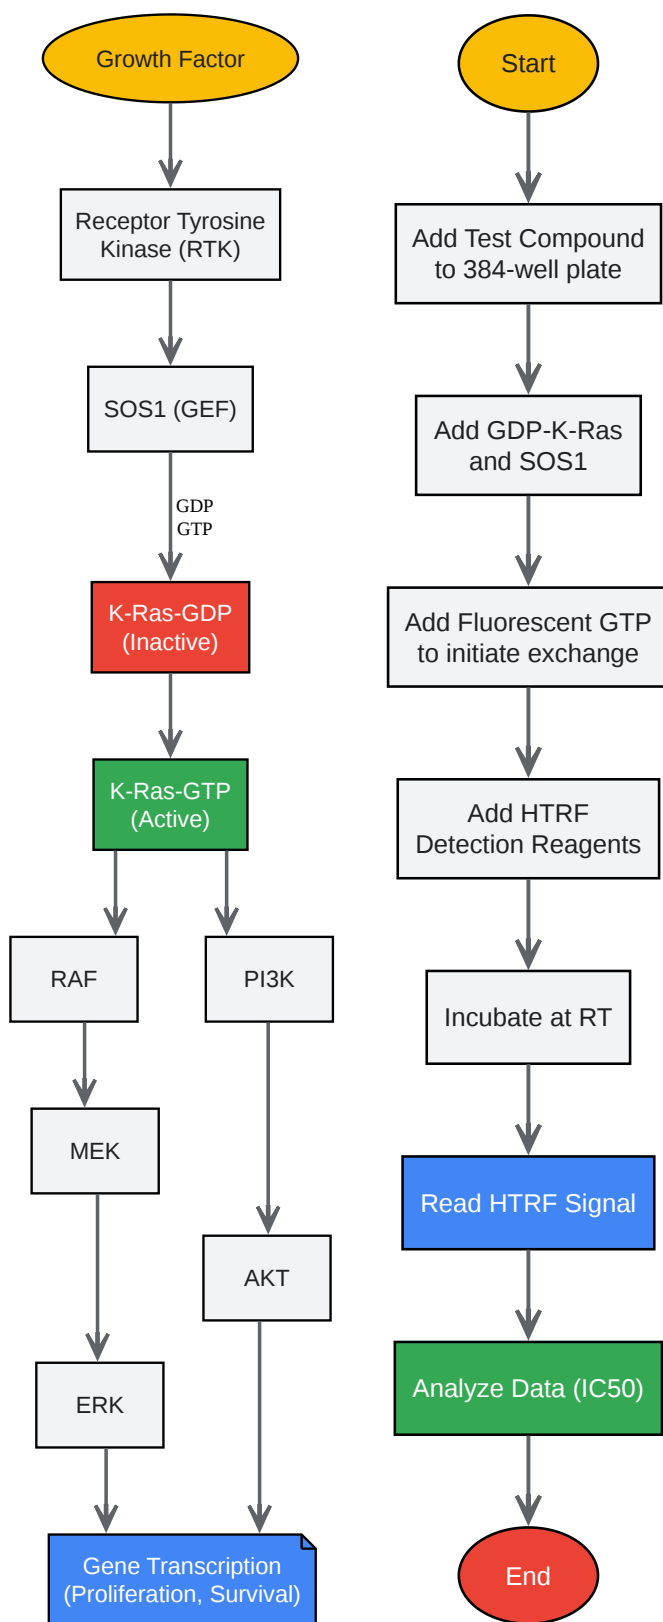 Growth Factor
Receptor Tyrosine
Kinase (RTK)
SOS1 (GEF)
GDP
GTP
K-Ras-GDP
(Inactive)
K-Ras-GTP
(Active)
RAF
PI3K
MEK
AKT
ERK
Gene Transcription
(Proliferation, Survival)
Start
Add Test Compound
to 384-well plate
Add GDP-K-Ras
and SOS1
Add Fluorescent GTP
to initiate exchange
Add HTRF
Detection Reagents
Incubate at RT
Read HTRF Signal
Analyze Data (IC50)
End